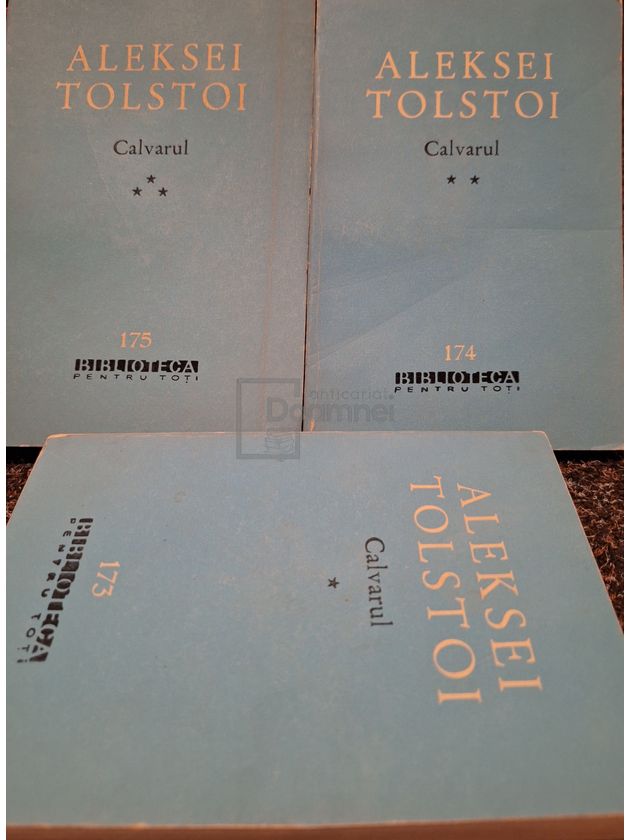 ALEKSEI
TOLSTOI
Calvarul
175
BIBLIOTECA
PENTRU TOȚI
ALEKSEI
TOLSTOI
Calvarul
174
BIBLIOTECA
PENTRU TOȚI
anticariat
ALEKSEI
TOLSTOI
Calvarul
173
BIBLIOTECA
PENTRU TOȚI